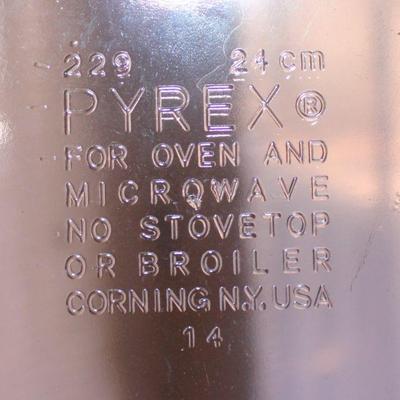 229 24cm
PYREX®
FOR OVEN AND
MICROWAVE
NO STOVETOP
OR BROILER
CORNING N.Y. USA
14